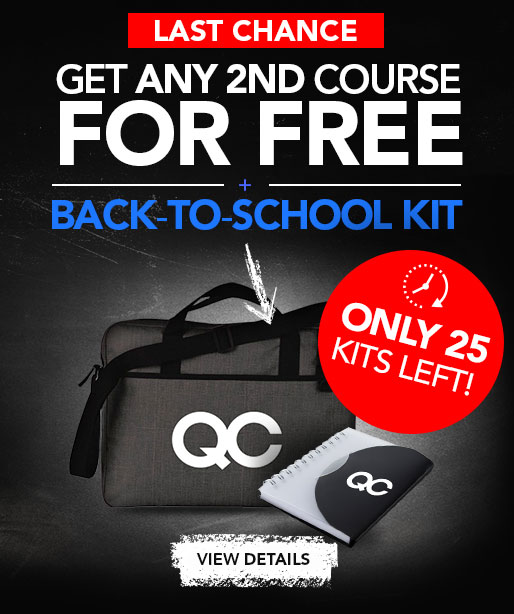 LAST CHANCE
GET ANY 2ND COURSE
FOR FREE
+
BACK-TO-SCHOOL KIT
ONLY 25
KITS LEFT!
QC
QC
VIEW DETAILS